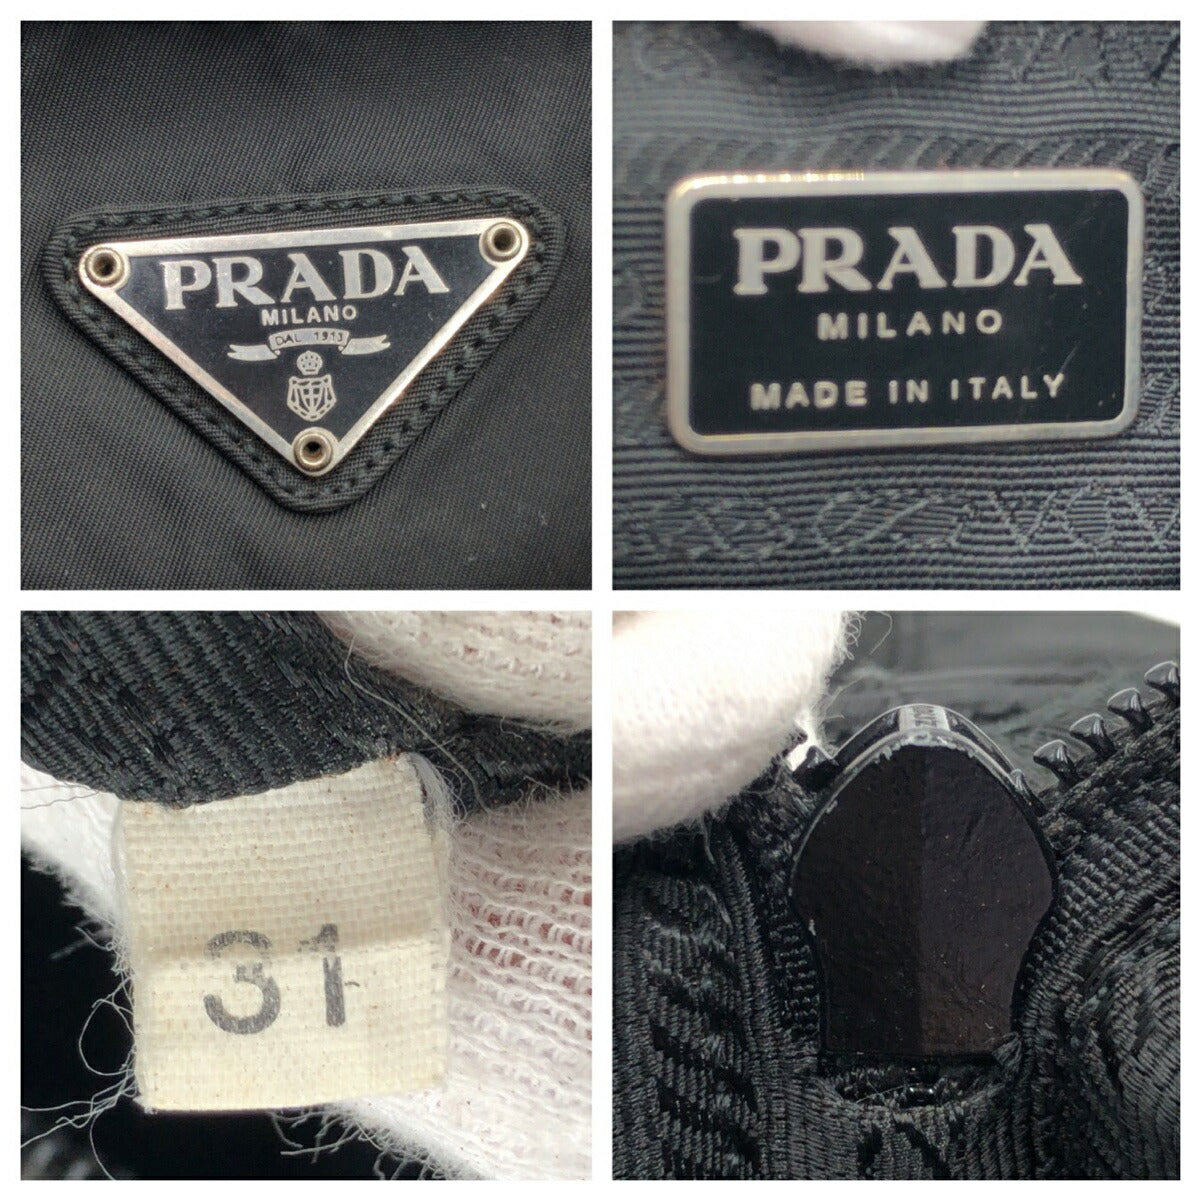 PRADA
MILANO
DAL 1913
PRADA
MILANO
MADE IN ITALY
31